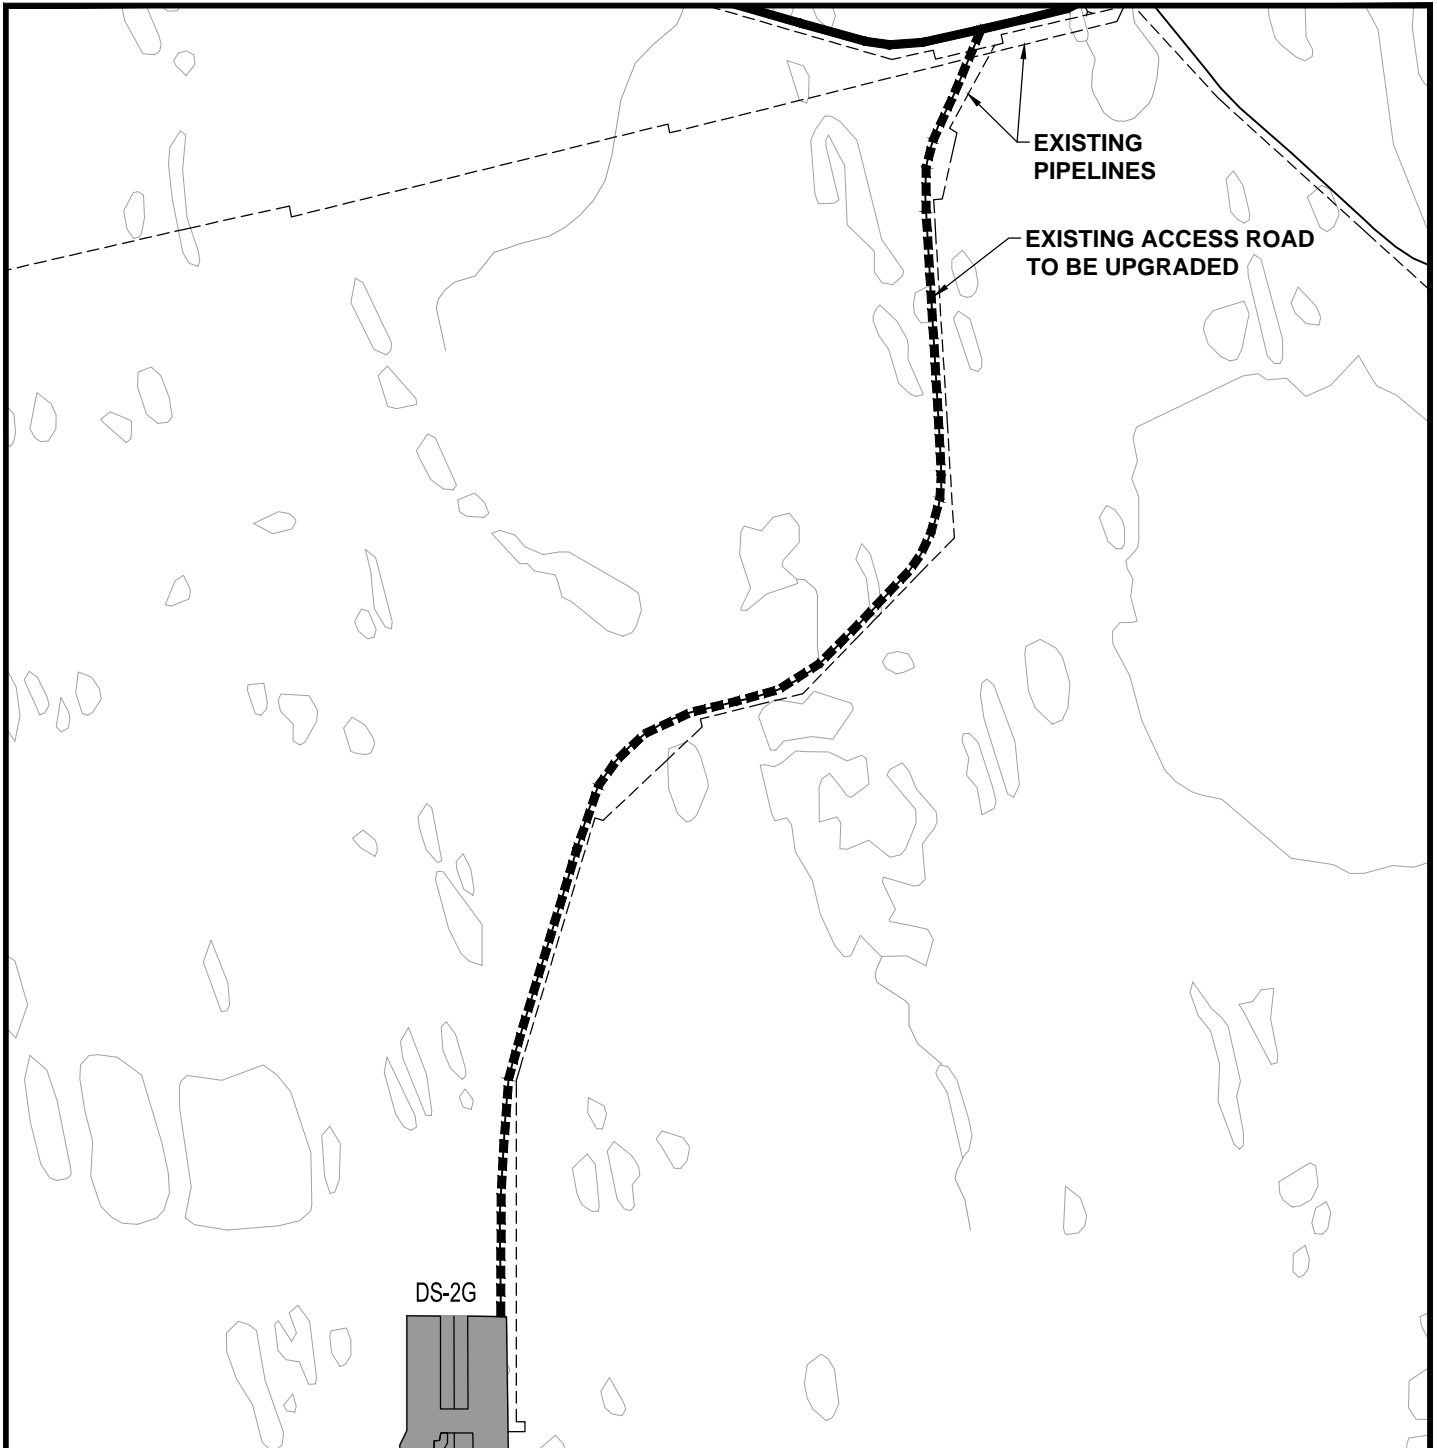 EXISTING
PIPELINES
EXISTING ACCESS ROAD
TO BE UPGRADED
DS-2G